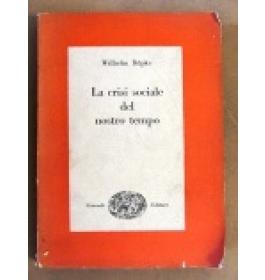 Wilhelm Röpke
La crisi sociale
del
nostro tempo
Einaudi Editore